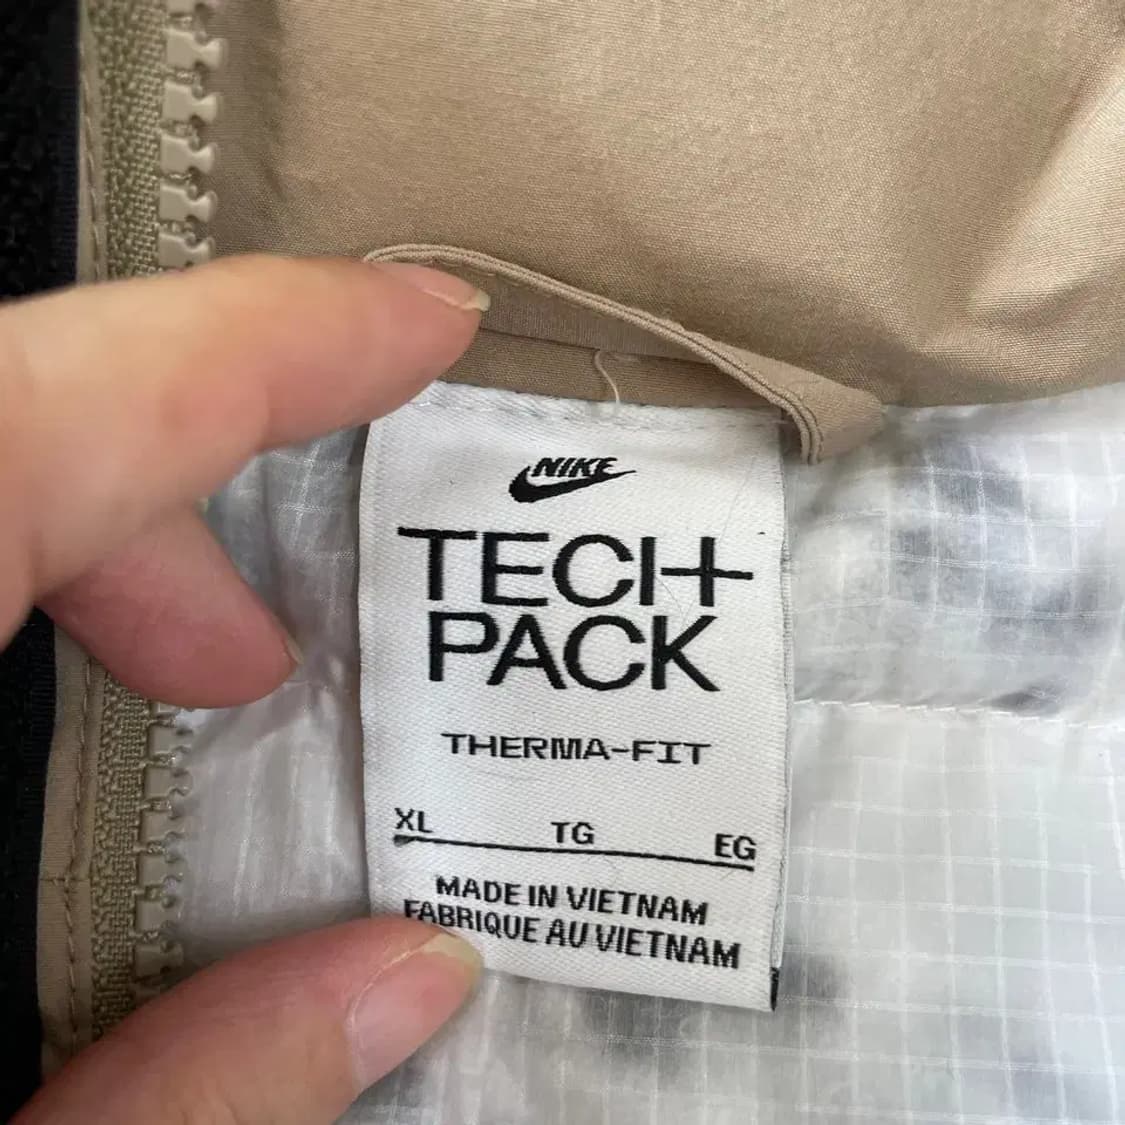 NIKE
TECH
PACK
THERMA-FIT
XL TG EG
MADE IN VIETNAM
FABRIQUE AU VIETNAM